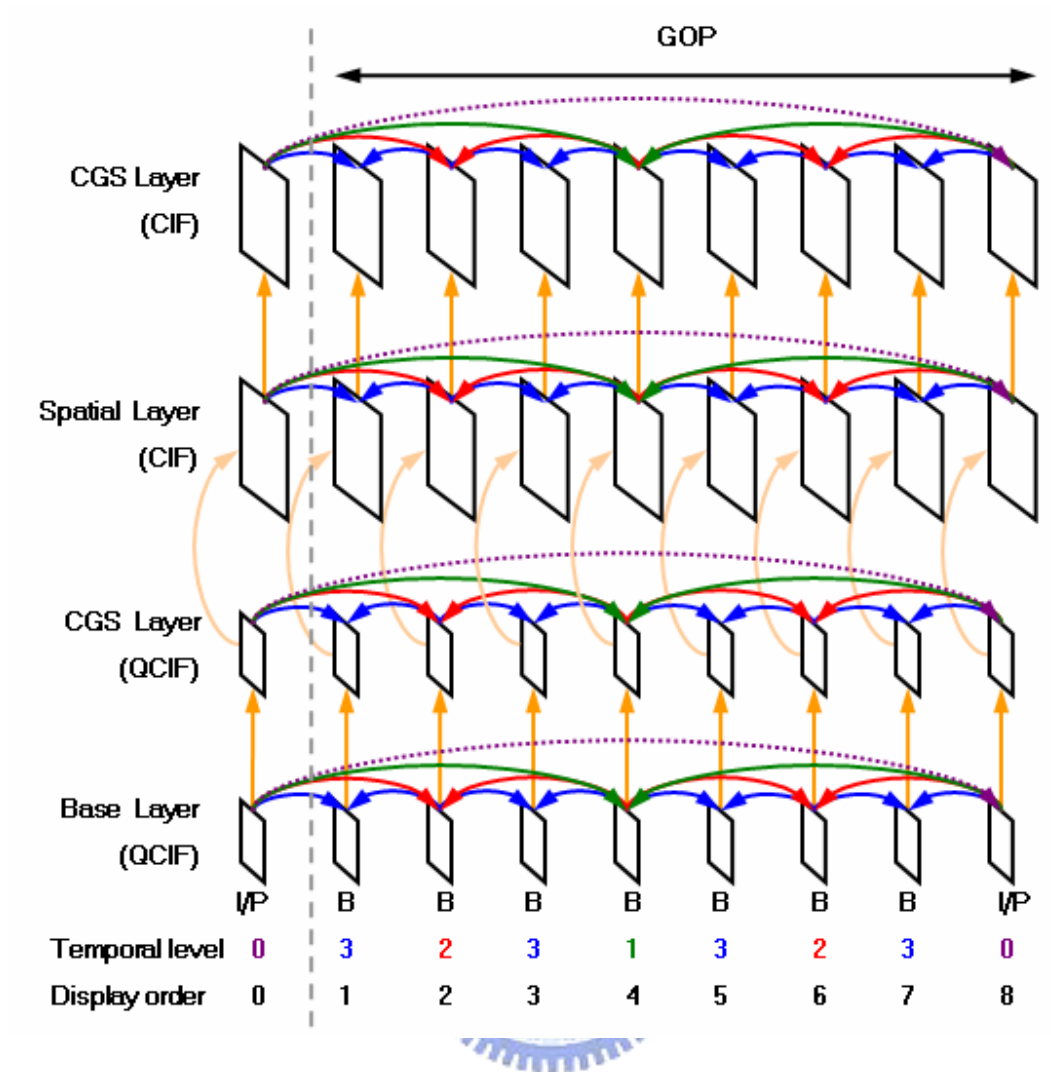 GOP
CGS Layer
(CIF)
Spatial Layer
(CIF)
CGS Layer
(QCIF)
Base Layer
(QCIF)
I/P B B B B B B B I/P
Temporal level 0 3 2 3 1 3 2 3 0
Display order 0 1 2 3 4 5 6 7 8